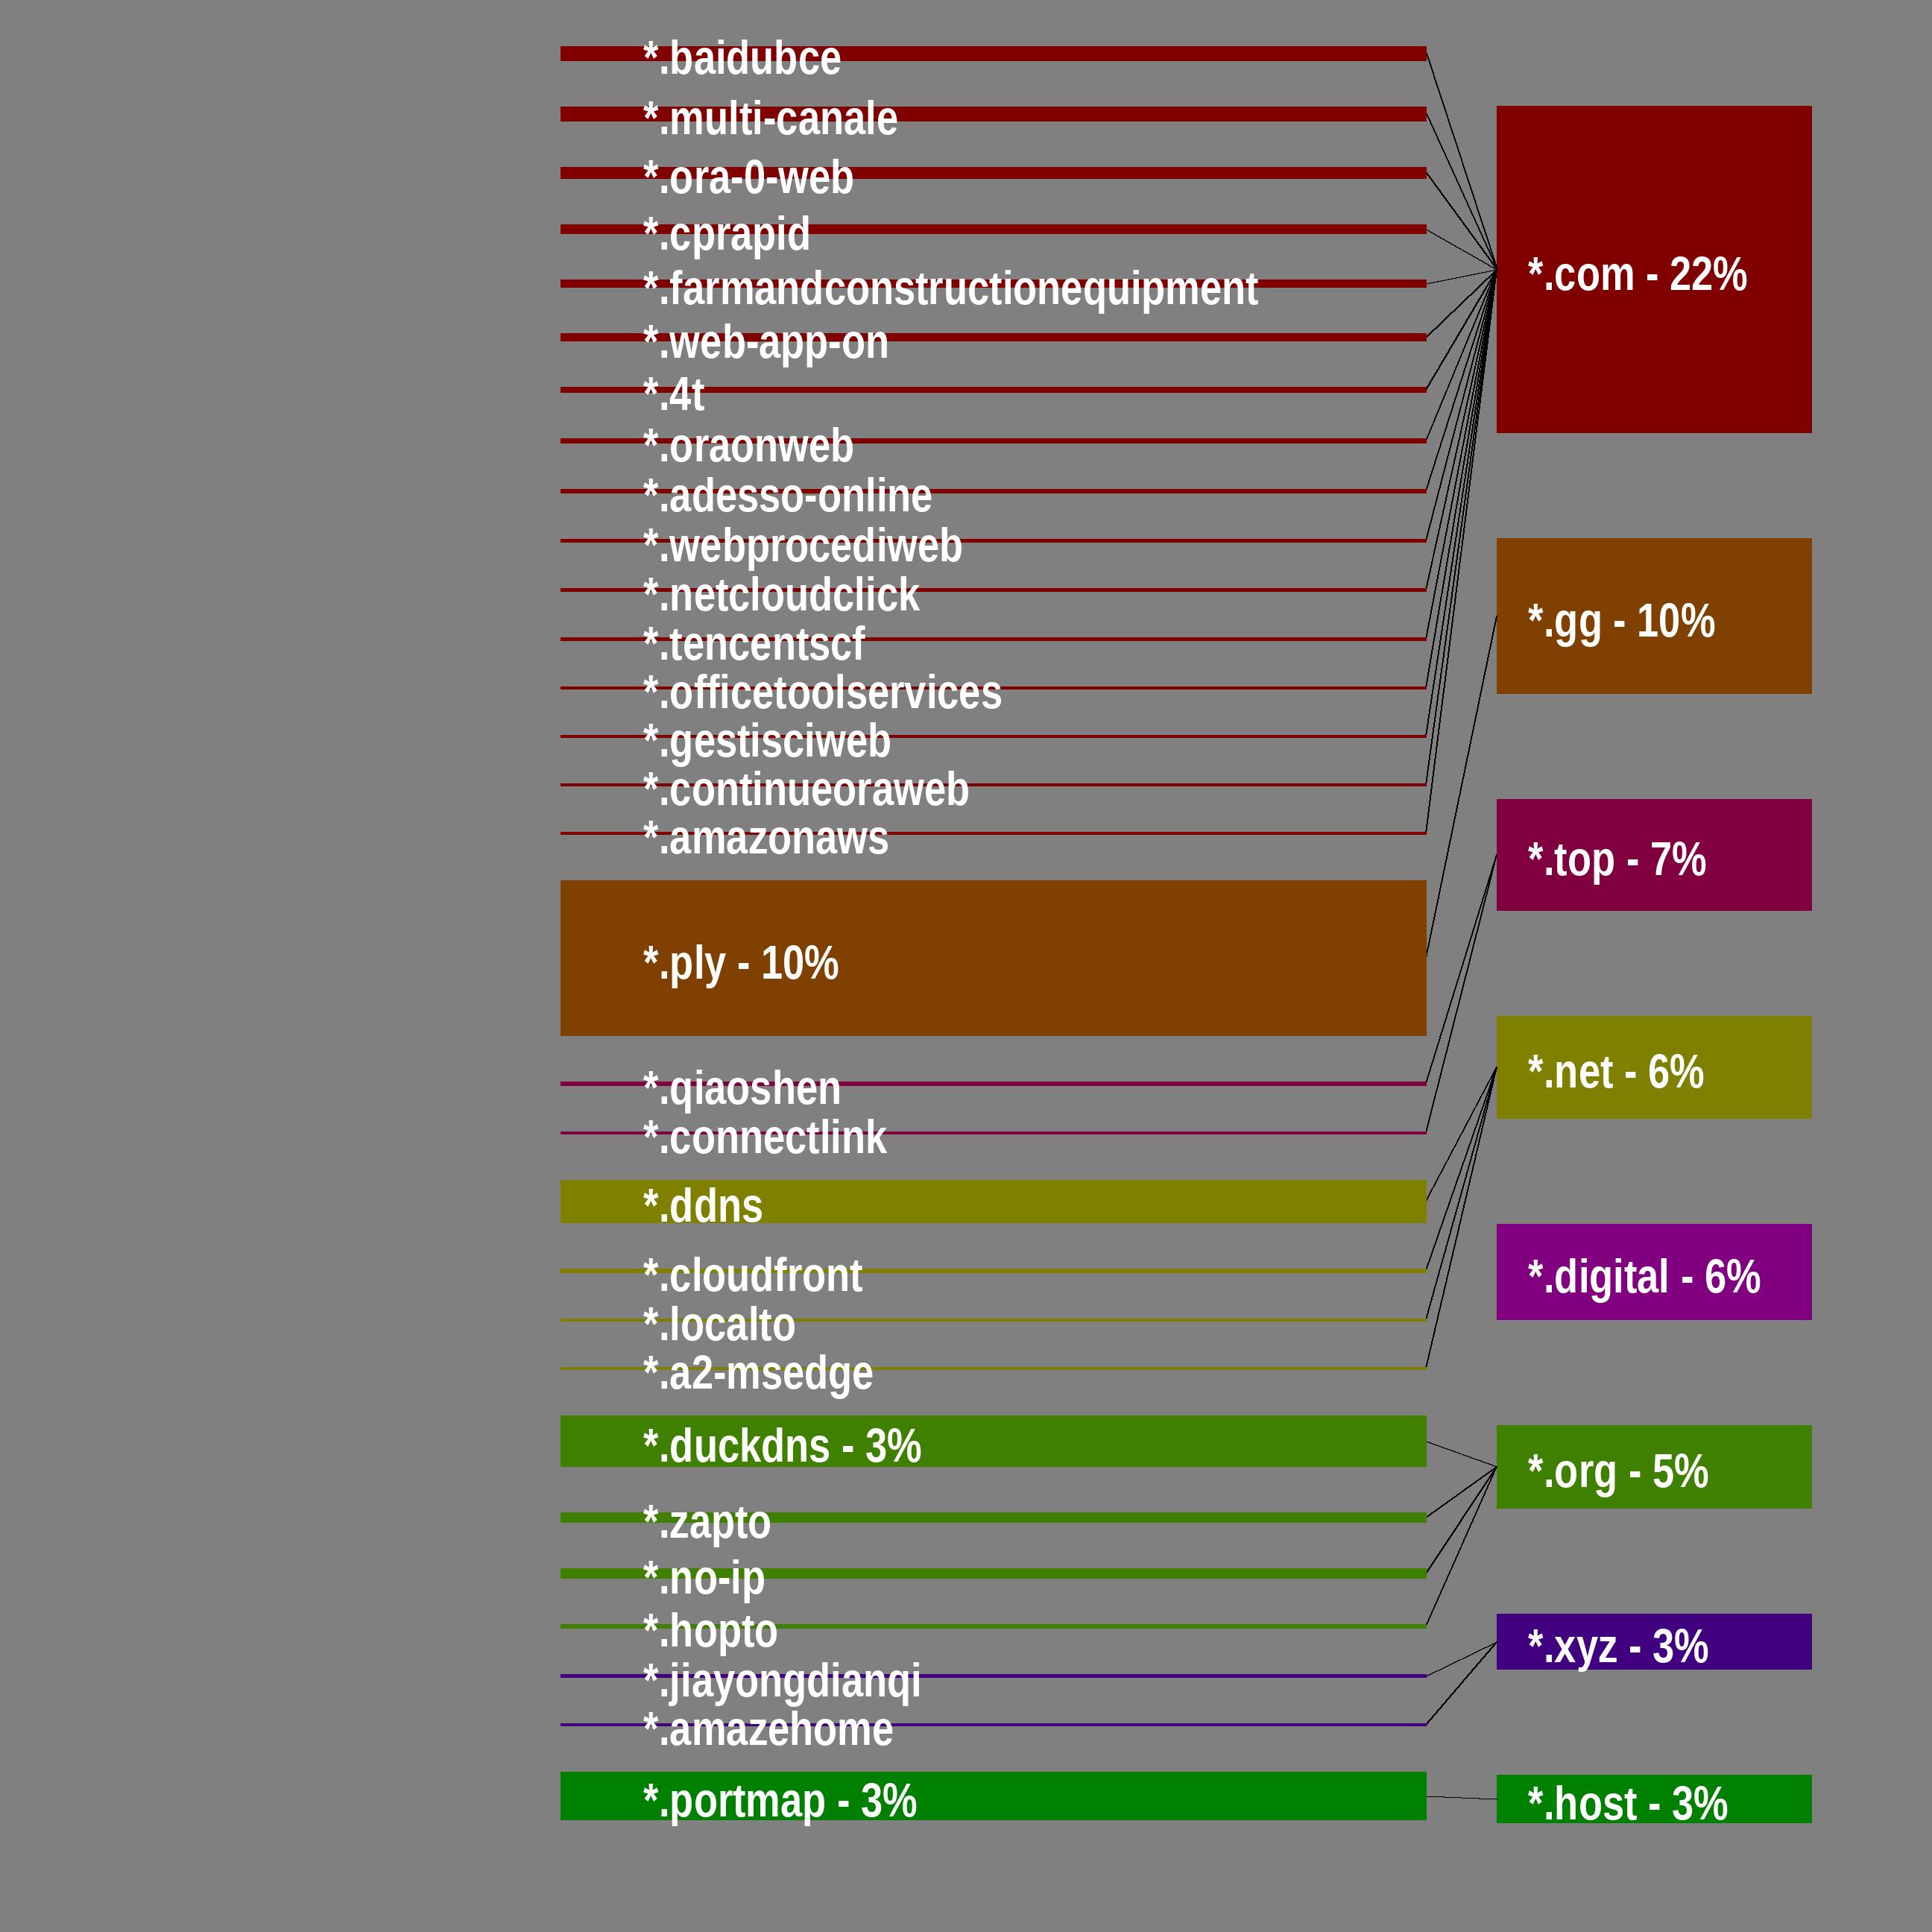 *.baidubce
*.multi-canale
*.ora-0-web
*.cprapid
*.farmandconstructionequipment
*.web-app-on
*.4t
*.oraonweb
*.adesso-online
*.webprocediweb
*.netcloudclick
*.tencentscf
*.officetoolservices
*.gestisciweb
*.continueoraweb
*.amazonaws
*.ply - 10%
*.qiaoshen
*.connectlink
*.ddns
*.cloudfront
*.localto
*.a2-msedge
*.duckdns - 3%
*.zapto
*.no-ip
*.hopto
*.jiayongdianqi
*.amazehome
*.portmap - 3%
*.com - 22%
*.gg - 10%
*.top - 7%
*.net - 6%
*.digital - 6%
*.org - 5%
*.xyz - 3%
*.host - 3%